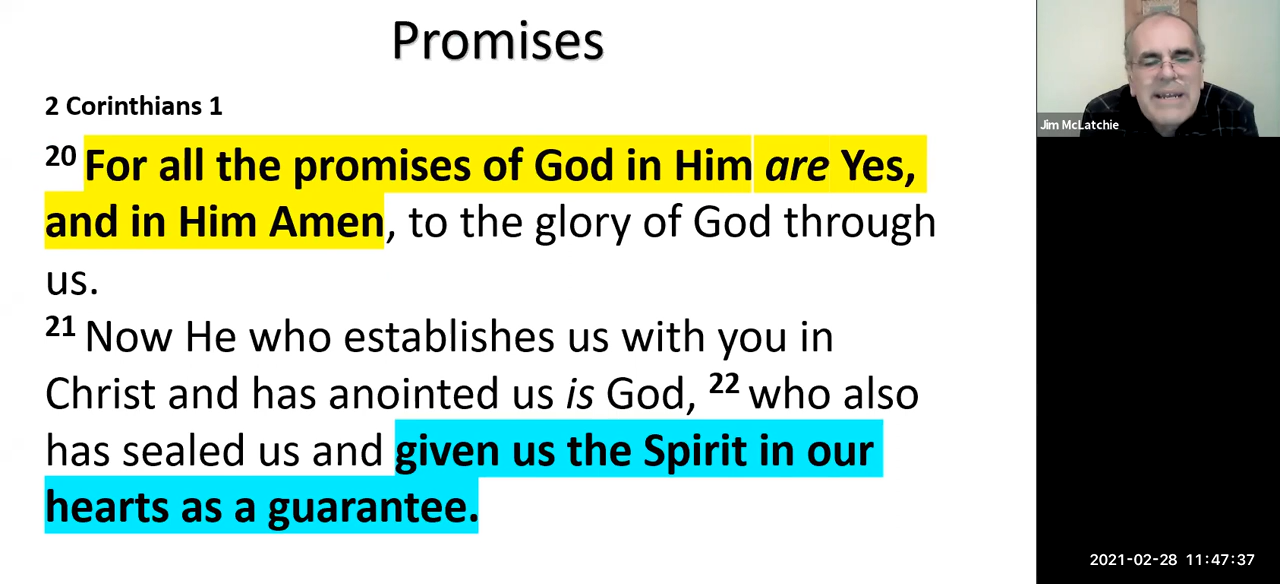 Promises
2 Corinthians 1
20 For all the promises of God in Him are Yes,
and in Him Amen, to the glory of God through
us.
21 Now He who establishes us with you in
Christ and has anointed us is God, 22 who also
has sealed us and given us the Spirit in our
hearts as a guarantee.
Jim McLatchie
2021-02-28 11:47:37